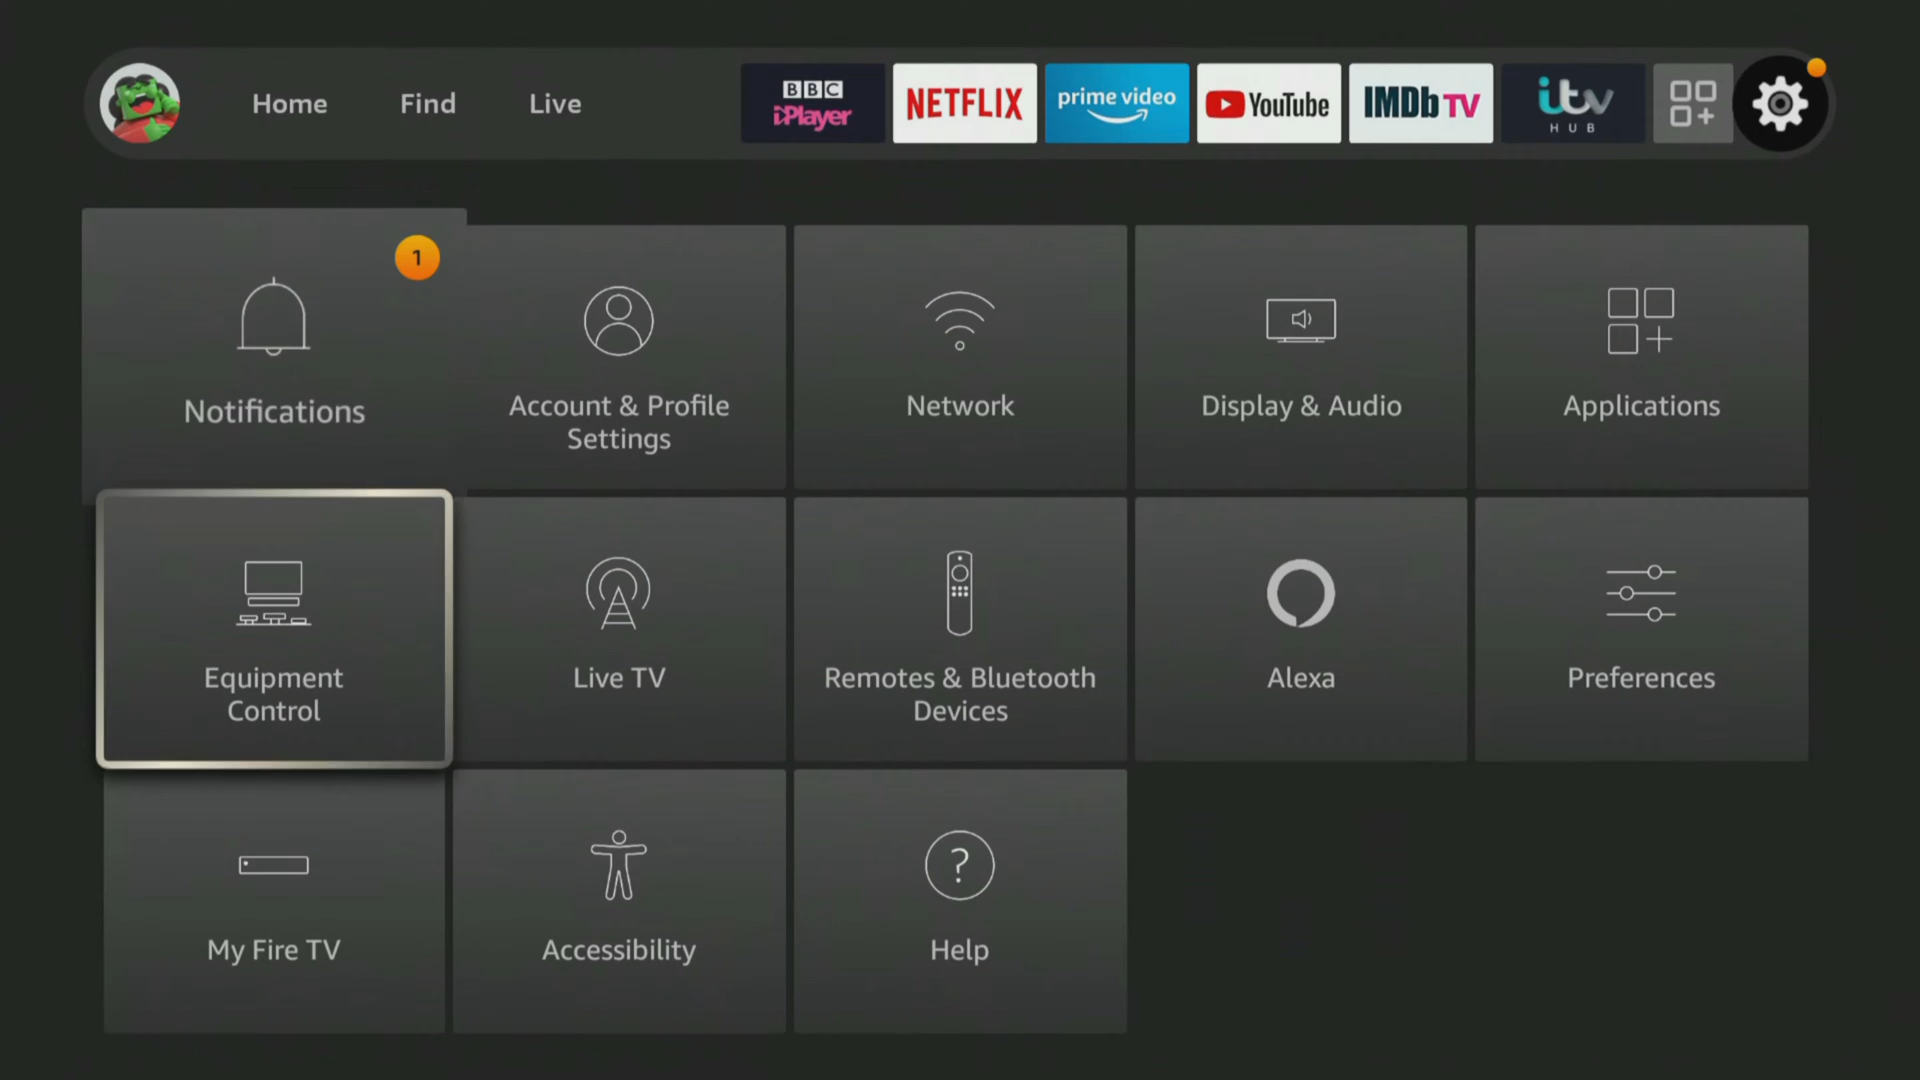 Home
Find
Live
BBC
iPlayer
NETFLIX
prime video
YouTube
IMDb TV
itv
HUB
1
Notifications
Account & Profile
Settings
Network
Display & Audio
Applications
Equipment
Control
Live TV
Remotes & Bluetooth
Devices
Alexa
Preferences
My Fire TV
Accessibility
?
Help